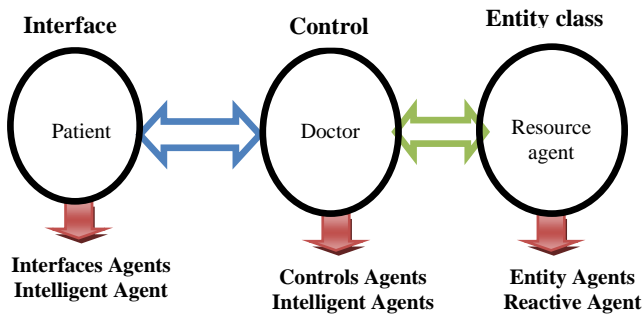 Interface
Control
Entity class
Patient
Doctor
Resource
agent
Interfaces Agents
Intelligent Agent
Controls Agents
Intelligent Agents
Entity Agents
Reactive Agent